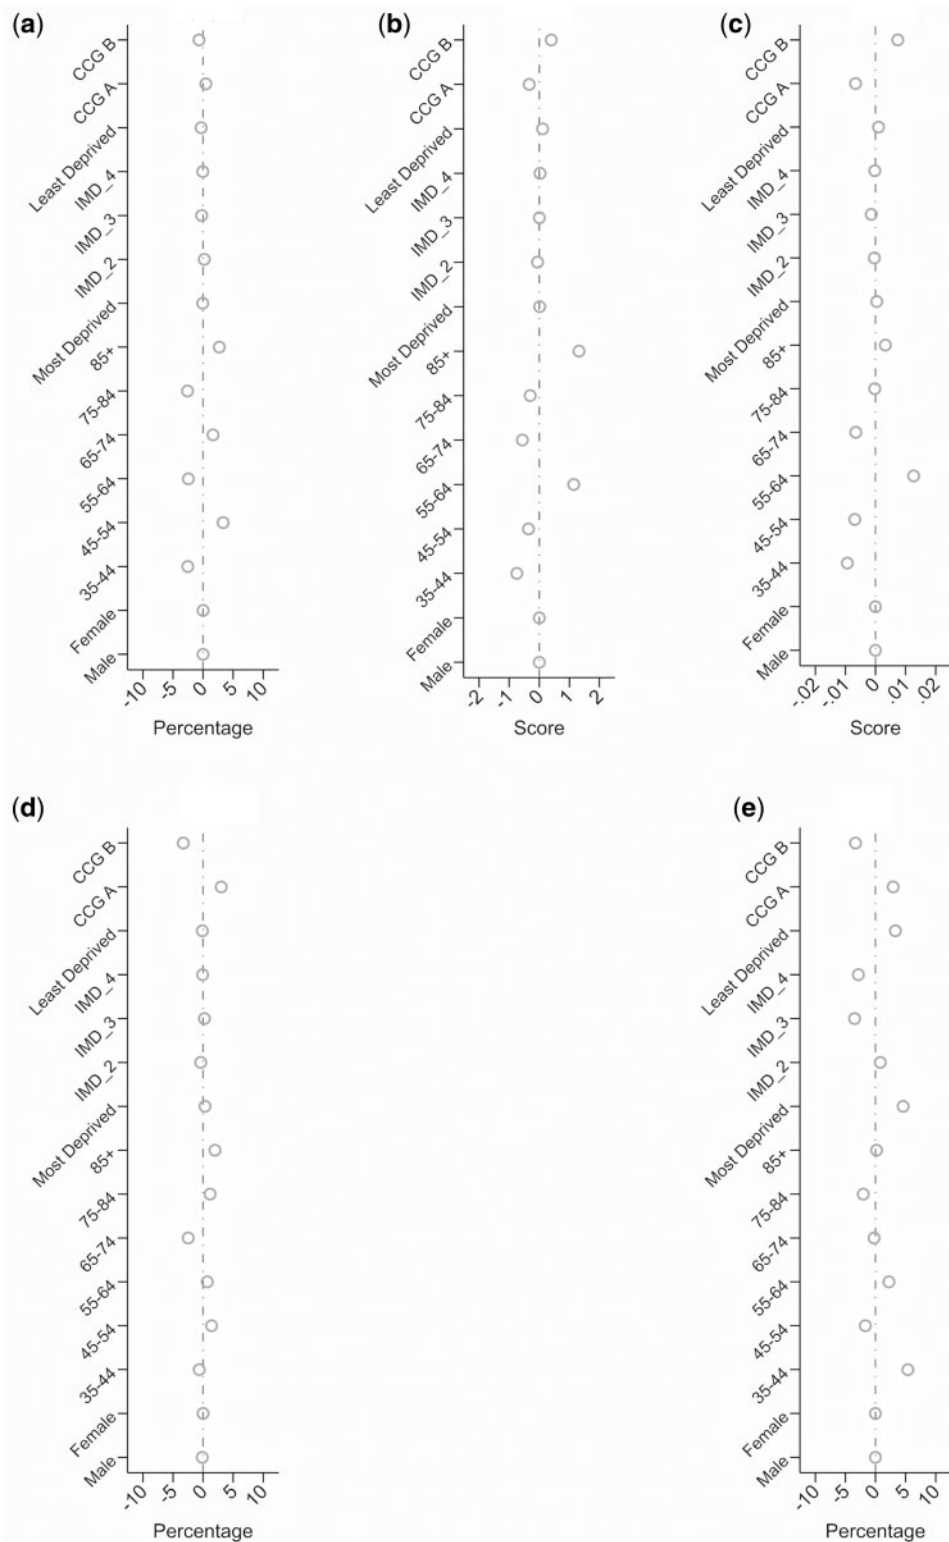 (a)
CCG B
CCG A
Least Deprived
IMD_4
IMD_3
IMD_2
Most Deprived
85+
75-84
65-74
55-64
45-54
35-44
Female
Male
-10 -5 0 5 10
Percentage
(b)
CCG B
CCG A
Least Deprived
IMD_4
IMD_3
IMD_2
Most Deprived
85+
75-84
65-74
55-64
45-54
35-44
Female
Male
-2 -1 0 1 2
Score
(c)
CCG B
CCG A
Least Deprived
IMD_4
IMD_3
IMD_2
Most Deprived
85+
75-84
65-74
55-64
45-54
35-44
Female
Male
-.02 -.01 0 .01 .02
Score
(d)
CCG B
CCG A
Least Deprived
IMD_4
IMD_3
IMD_2
Most Deprived
85+
75-84
65-74
55-64
45-54
35-44
Female
Male
-10 -5 0 5 10
Percentage
(e)
CCG B
CCG A
Least Deprived
IMD_4
IMD_3
IMD_2
Most Deprived
85+
75-84
65-74
55-64
45-54
35-44
Female
Male
-10 -5 0 5 10
Percentage